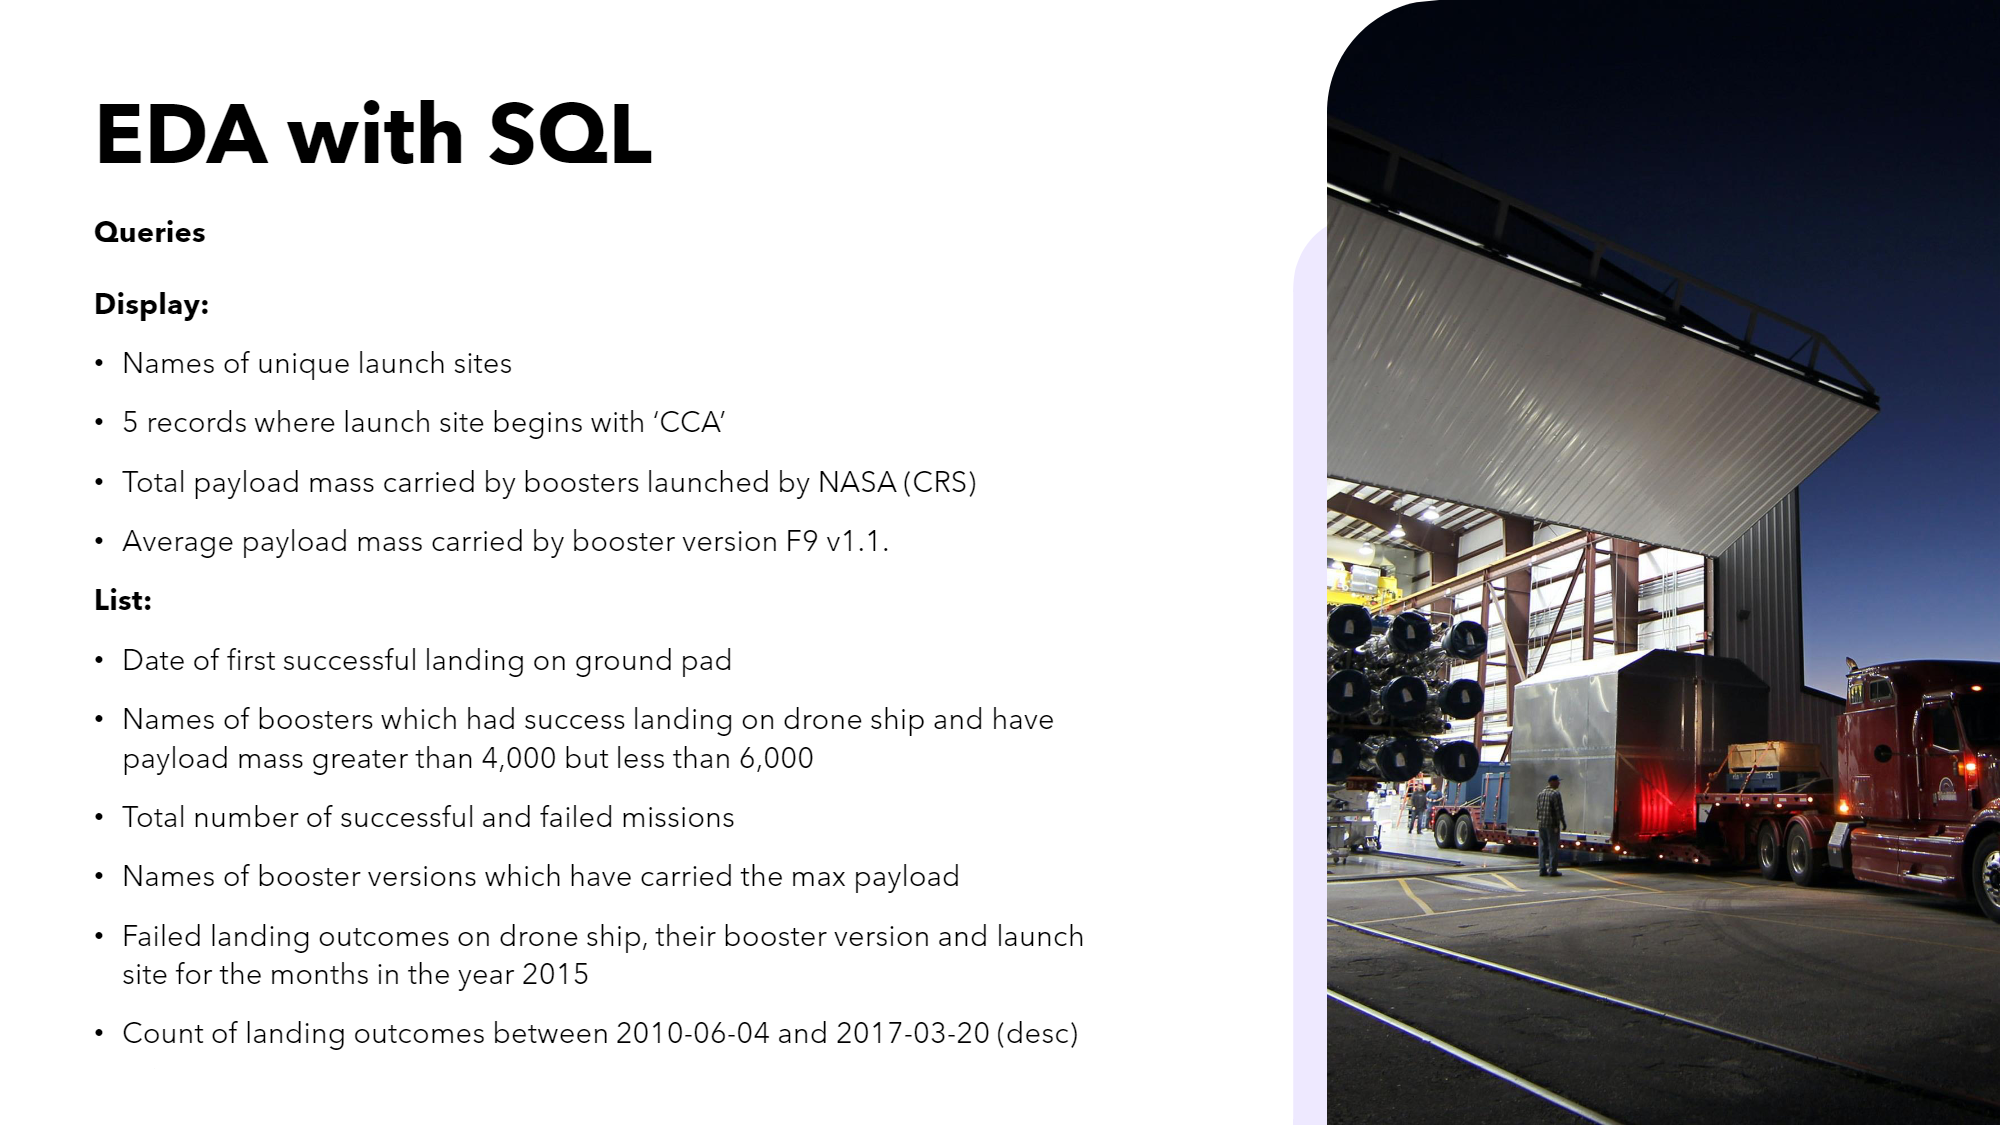 EDA with SQL
Queries
Display:
• Names of unique launch sites
• 5 records where launch site begins with ‘CCA’
• Total payload mass carried by boosters launched by NASA (CRS)
• Average payload mass carried by booster version F9 v1.1.
List:
• Date of first successful landing on ground pad
• Names of boosters which had success landing on drone ship and have
payload mass greater than 4,000 but less than 6,000
• Total number of successful and failed missions
• Names of booster versions which have carried the max payload
• Failed landing outcomes on drone ship, their booster version and launch
site for the months in the year 2015
• Count of landing outcomes between 2010-06-04 and 2017-03-20 (desc)